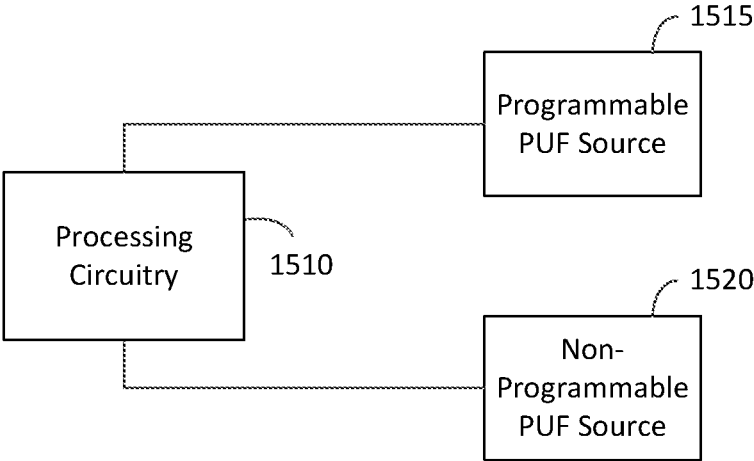 1515
Programmable
PUF Source
Processing
Circuitry
1510
1520
Non-
Programmable
PUF Source